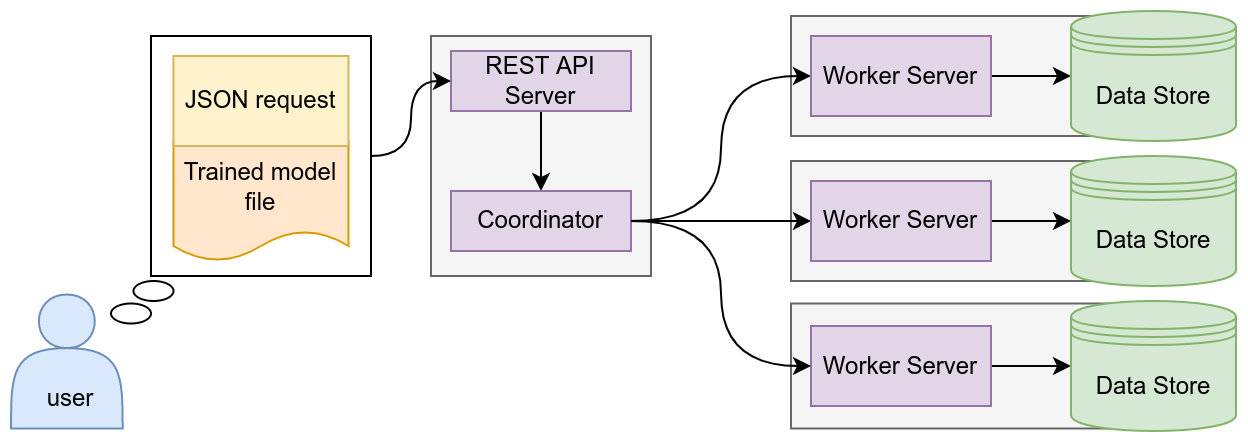 JSON request
Trained model
file
user
REST API
Server
Coordinator
Worker Server
Data Store
Worker Server
Data Store
Worker Server
Data Store